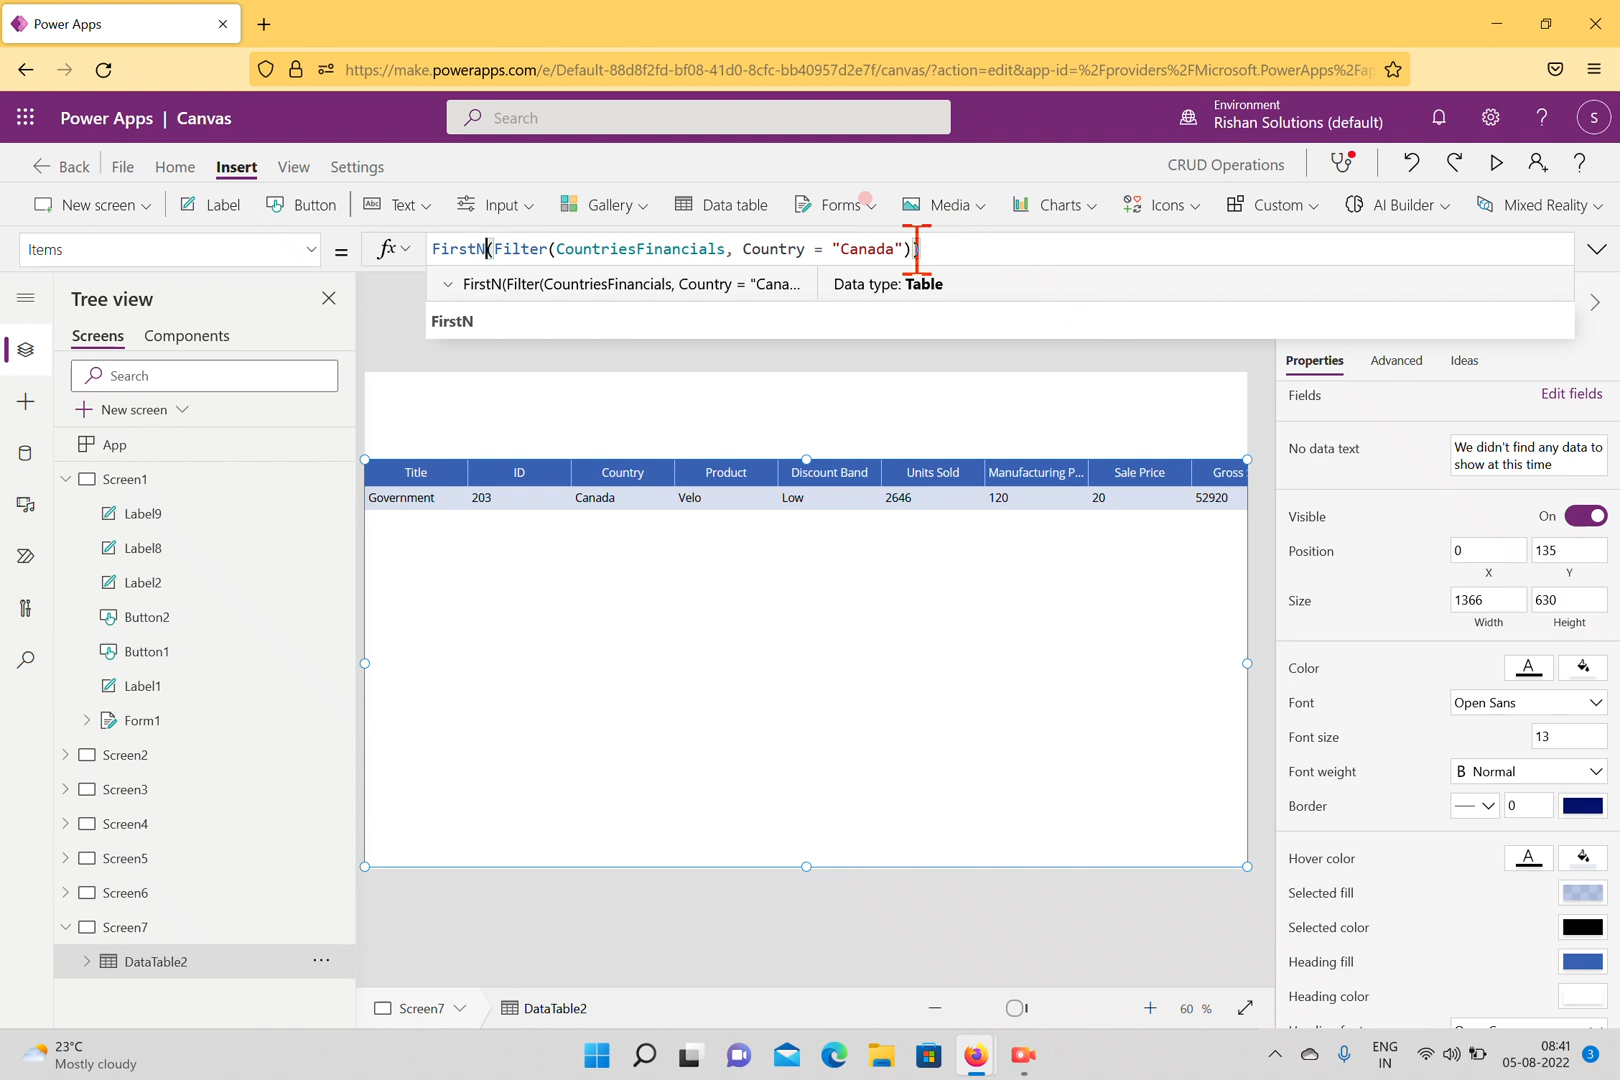 Power Apps
https://make.powerapps.com/e/Default-88d8f2fd-bf08-41d0-8cfc-bb40957d2e7f/canvas/?action=edit&app-id=%2Fproviders%2FMicrosoft.PowerApps%2Fap
Power Apps | Canvas
Search
Environment
Rishan Solutions (default)
S
Back
File
Home
Insert
View
Settings
CRUD Operations
New screen
Label
Button
Text
Input
Gallery
Data table
Forms
Media
Charts
Icons
Custom
AI Builder
Mixed Reality
Items
=
fx
FirstN(Filter(CountriesFinancials, Country = "Canada"))
FirstN(Filter(CountriesFinancials, Country = "Cana...
Data type: Table
FirstN
Tree view
Screens
Components
Search
New screen
App
Screen1
Label9
Label8
Label2
Button2
Button1
Label1
Form1
Screen2
Screen3
Screen4
Screen5
Screen6
Screen7
DataTable2
Title ID Country Product Discount Band Units Sold Manufacturing P... Sale Price Gross
Government 203 Canada Velo Low 2646 120 20 52920
Screen7
DataTable2
60 %
Properties
Advanced
Ideas
Fields
Edit fields
No data text
We didn't find any data to
show at this time
Visible
On
Position
0
135
X
Y
Size
1366
630
Width
Height
Color
A
Font
Open Sans
Font size
13
Font weight
B Normal
Border
0
Hover color
A
Selected fill
Selected color
Heading fill
Heading color
23°C
Mostly cloudy
ENG
IN
08:41
05-08-2022
3